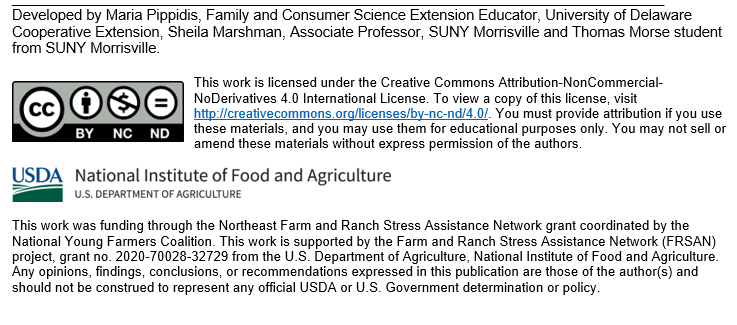 Developed by Maria Pippidis, Family and Consumer Science Extension Educator, University of Delaware
Cooperative Extension, Sheila Marshman, Associate Professor, SUNY Morrisville and Thomas Morse student
from SUNY Morrisville.
cc
BY NC ND
This work is licensed under the Creative Commons Attribution-NonCommercial-
NoDerivatives 4.0 International License. To view a copy of this license, visit
http://creativecommons.org/licenses/by-nc-nd/4.0/. You must provide attribution if you use
these materials, and you may use them for educational purposes only. You may not sell or
amend these materials without express permission of the authors.
USDA National Institute of Food and Agriculture
U.S. DEPARTMENT OF AGRICULTURE
This work was funding through the Northeast Farm and Ranch Stress Assistance Network grant coordinated by the
National Young Farmers Coalition. This work is supported by the Farm and Ranch Stress Assistance Network (FRSAN)
project, grant no. 2020-70028-32729 from the U.S. Department of Agriculture, National Institute of Food and Agriculture.
Any opinions, findings, conclusions, or recommendations expressed in this publication are those of the author(s) and
should not be construed to represent any official USDA or U.S. Government determination or policy.